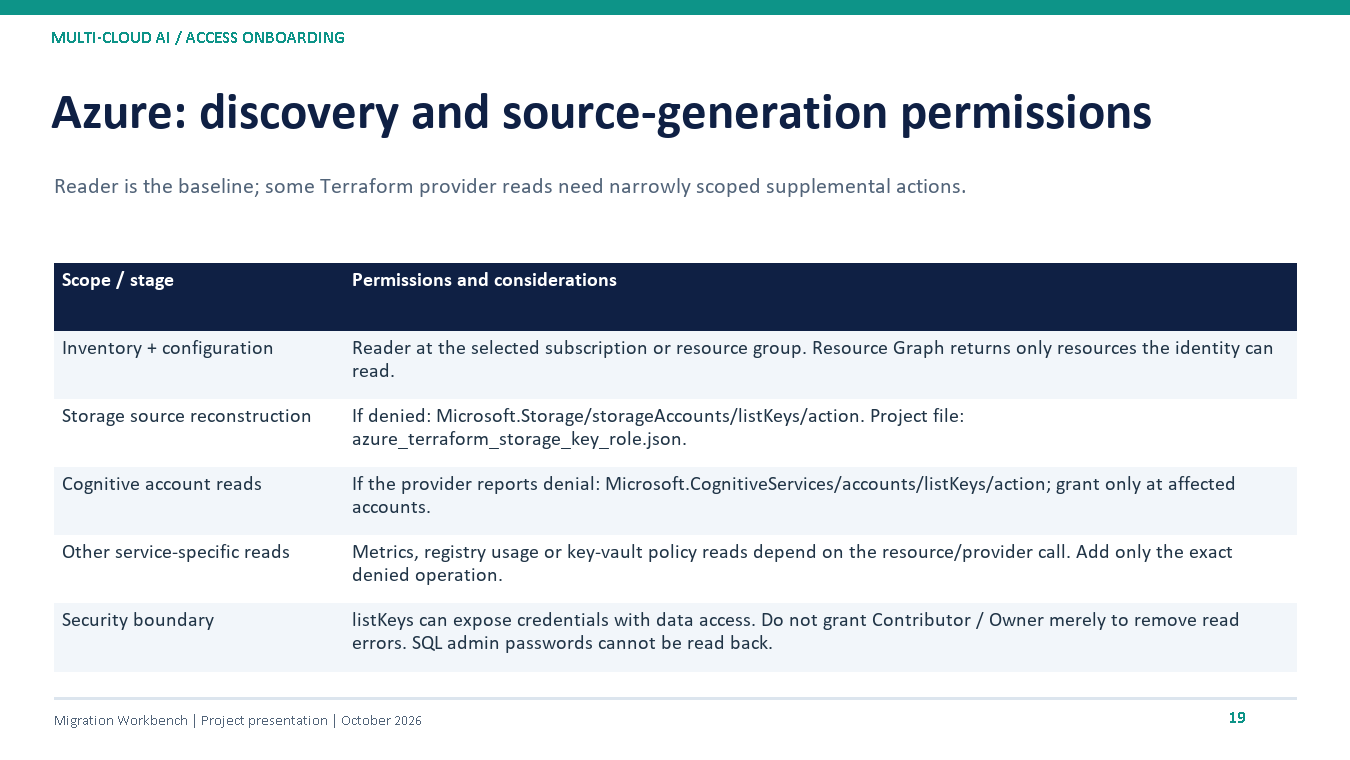 MULTI-CLOUD AI / ACCESS ONBOARDING
Azure: discovery and source-generation permissions
Reader is the baseline; some Terraform provider reads need narrowly scoped supplemental actions.
Scope / stage
Permissions and considerations
Inventory + configuration
Reader at the selected subscription or resource group. Resource Graph returns only resources the identity can
read.
Storage source reconstruction
If denied: Microsoft.Storage/storageAccounts/listKeys/action. Project file:
azure_terraform_storage_key_role.json.
Cognitive account reads
If the provider reports denial: Microsoft.CognitiveServices/accounts/listKeys/action; grant only at affected
accounts.
Other service-specific reads
Metrics, registry usage or key-vault policy reads depend on the resource/provider call. Add only the exact
denied operation.
Security boundary
listKeys can expose credentials with data access. Do not grant Contributor / Owner merely to remove read
errors. SQL admin passwords cannot be read back.
Migration Workbench | Project presentation | October 2026
19